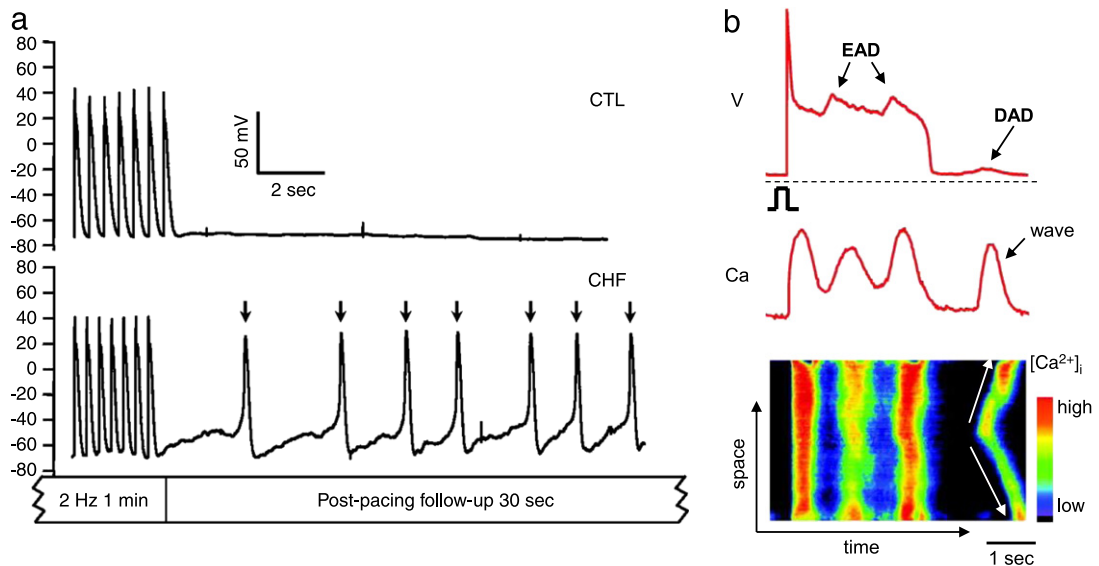 a
80
60
40
20
0
-20
-40
-60
-80
CTL
50 mV
2 sec
80
60
40
20
0
-20
-40
-60
-80
CHF
2 Hz 1 min
Post-pacing follow-up 30 sec
b
V
EAD
DAD
Ca
wave
space
time
[Ca²⁺]ᵢ
high
low
1 sec